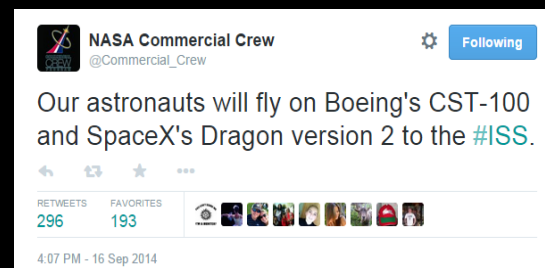 NASA Commercial Crew
@Commercial_Crew
Following
Our astronauts will fly on Boeing's CST-100
and SpaceX's Dragon version 2 to the #ISS.
RETWEETS FAVORITES
296 193
4:07 PM - 16 Sep 2014